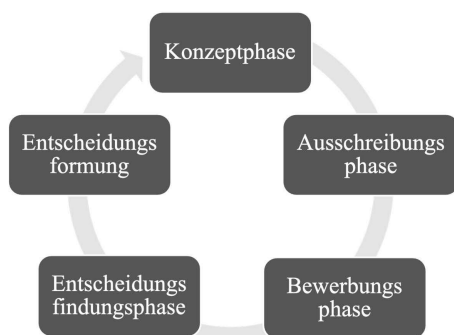 Konzeptphase
Ausschreibungs
phase
Bewerbungs
phase
Entscheidungs
findungsphase
Entscheidungs
formung